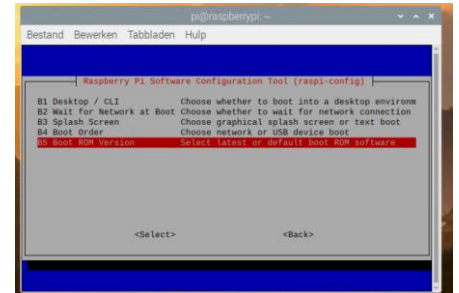 pi@raspberrypi: ~
Bestand Bewerken Tabbladen Hulp
Raspberry Pi Software Configuration Tool (raspi-config)
B1 Desktop / CLI Choose whether to boot into a desktop environm
B2 Wait for Network at Boot Choose whether to wait for network connection
B3 Splash Screen Choose graphical splash screen or text boot
B4 Boot Order Choose network or USB device boot
B5 Boot ROM Version Select latest or default boot ROM software
<Select> <Back>